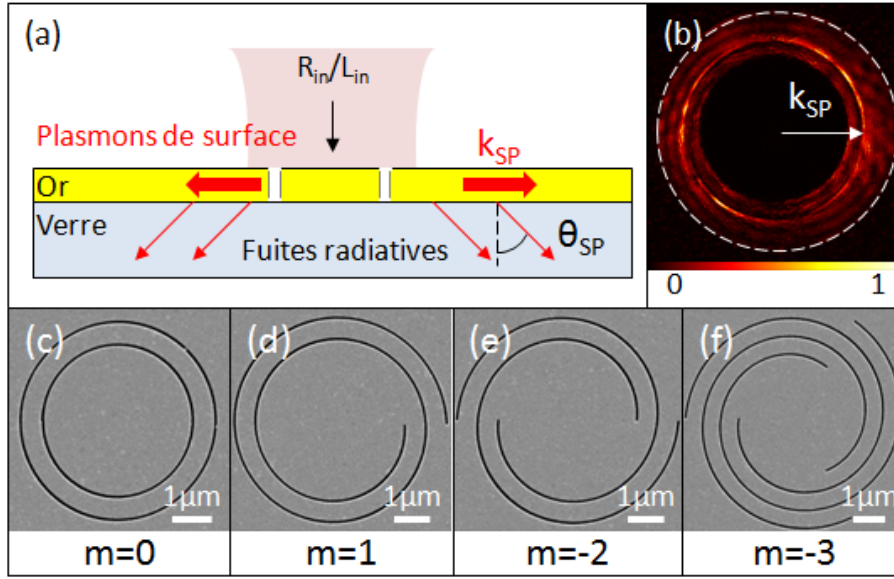 (a)
R_in/L_in
Plasmons de surface
k_SP
Or
Verre
Fuites radiatives
θ_SP
(b)
k_SP
0 1
(c)
1μm
m=0
(d)
1μm
m=1
(e)
1μm
m=-2
(f)
1μm
m=-3